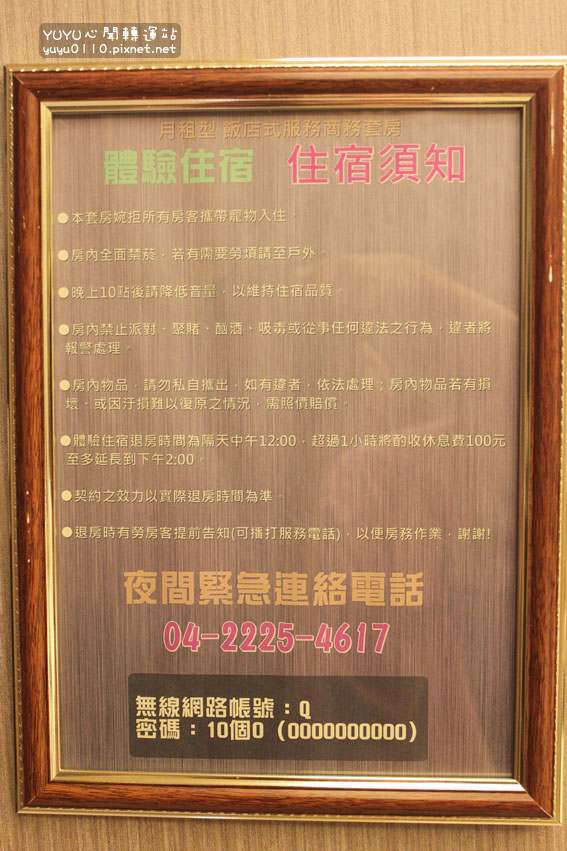 YUYU心聞轉運站
yuyu0110.pixnet.net
月租型 飯店式服務商務套房
體驗住宿 住宿須知
●本套房婉拒所有房客攜帶寵物入住。
●房內全面禁菸，若有需要勞煩請至戶外。
●晚上10點後請降低音量，以維持住宿品質。
●房內禁止派對、聚賭、酗酒、吸毒或從事任何違法之行為，違者將
報警處理。
●房內物品，請勿私自攜出，如有違者，依法處理；房內物品若有損
壞、或因汙損難以復原之情況，需照價賠償。
●體驗住宿退房時間為隔天中午12:00，超過1小時將酌收休息費100元
至多延長到下午2:00。
●契約之效力以實際退房時間為準。
●退房時有勞房客提前告知(可播打服務電話)，以便房務作業，謝謝!
夜間緊急連絡電話
04-2225-4617
無線網路帳號：Q
密碼：10個0（0000000000）